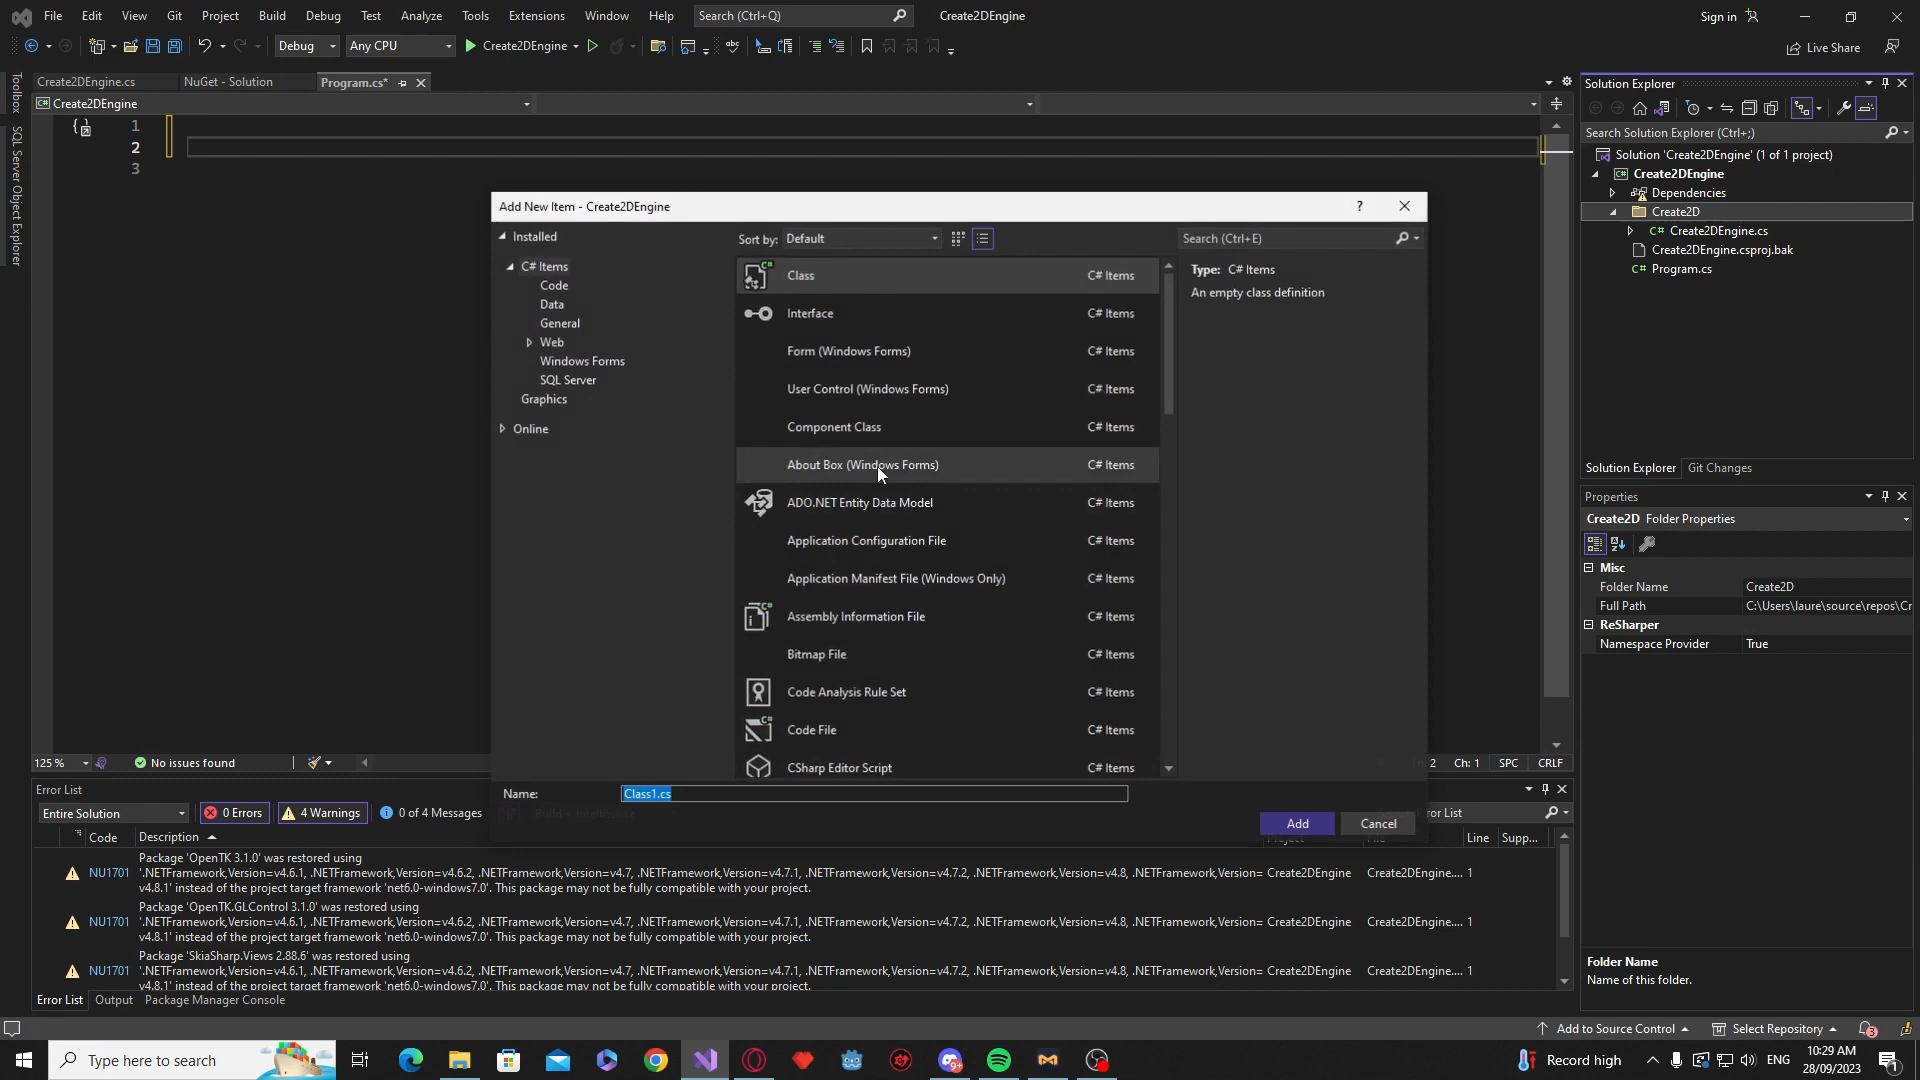 File Edit View Git Project Build Debug Test Analyze Tools Extensions Window Help Search (Ctrl+Q) Create2DEngine Sign in
Debug Any CPU Create2DEngine Live Share
Create2DEngine.cs NuGet - Solution Program.cs*
Create2DEngine
Toolbox
SQL Server Object Explorer
1
2
3
Add New Item - Create2DEngine
Installed
C# Items
Code
Data
General
Web
Windows Forms
SQL Server
Graphics
Online
Sort by: Default
Search (Ctrl+E)
Class C# Items
Interface C# Items
Form (Windows Forms) C# Items
User Control (Windows Forms) C# Items
Component Class C# Items
About Box (Windows Forms) C# Items
ADO.NET Entity Data Model C# Items
Application Configuration File C# Items
Application Manifest File (Windows Only) C# Items
Assembly Information File C# Items
Bitmap File C# Items
Code Analysis Rule Set C# Items
Code File C# Items
CSharp Editor Script C# Items
Type: C# Items
An empty class definition
Name: Class1.cs
Add Cancel
Solution Explorer
Search Solution Explorer (Ctrl+;)
Solution 'Create2DEngine' (1 of 1 project)
Create2DEngine
Dependencies
Create2D
Create2DEngine.cs
Create2DEngine.csproj.bak
Program.cs
Solution Explorer Git Changes
Properties
Create2D Folder Properties
Misc
Folder Name Create2D
Full Path C:\Users\laure\source\repos\Cr
ReSharper
Namespace Provider True
Folder Name
Name of this folder.
125 % No issues found 2 Ch: 1 SPC CRLF
Error List
Entire Solution 0 Errors 4 Warnings 0 of 4 Messages
Code Description Line Supp...
Package 'OpenTK 3.1.0' was restored using
NU1701 '.NETFramework,Version=v4.6.1, .NETFramework,Version=v4.6.2, .NETFramework,Version=v4.7, .NETFramework,Version=v4.7.1, .NETFramework,Version=v4.7.2, .NETFramework,Version=v4.8, .NETFramework,Version= Create2DEngine Create2DEngine.... 1
v4.8.1' instead of the project target framework 'net6.0-windows7.0'. This package may not be fully compatible with your project.
Package 'OpenTK.GLControl 3.1.0' was restored using
NU1701 '.NETFramework,Version=v4.6.1, .NETFramework,Version=v4.6.2, .NETFramework,Version=v4.7, .NETFramework,Version=v4.7.1, .NETFramework,Version=v4.7.2, .NETFramework,Version=v4.8, .NETFramework,Version= Create2DEngine Create2DEngine.... 1
v4.8.1' instead of the project target framework 'net6.0-windows7.0'. This package may not be fully compatible with your project.
Package 'SkiaSharp.Views 2.88.6' was restored using
NU1701 '.NETFramework,Version=v4.6.1, .NETFramework,Version=v4.6.2, .NETFramework,Version=v4.7, .NETFramework,Version=v4.7.1, .NETFramework,Version=v4.7.2, .NETFramework,Version=v4.8, .NETFramework,Version= Create2DEngine Create2DEngine.... 1
v4.8.1' instead of the project target framework 'net6.0-windows7.0'. This package may not be fully compatible with your project.
Error List Output Package Manager Console
Add to Source Control Select Repository 3
Type here to search Record high ENG 10:29 AM
28/09/2023